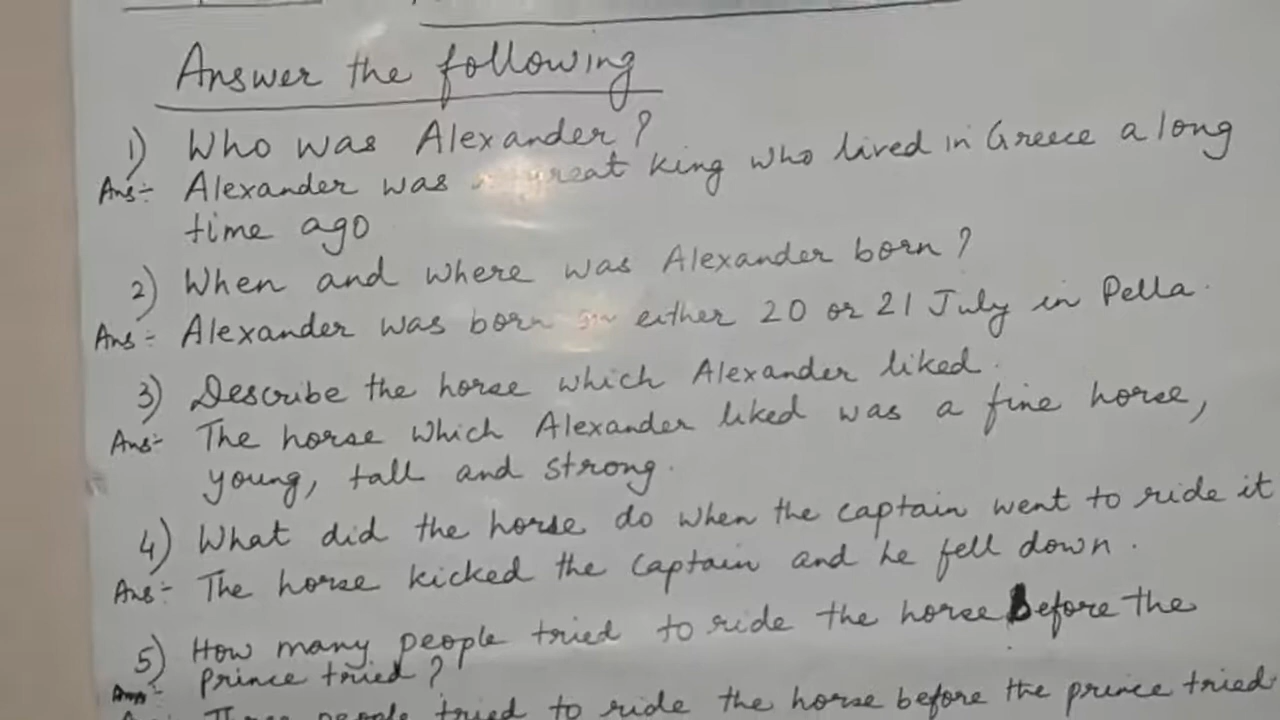 Answer the following
1) Who was Alexander?
Ans:- Alexander was a great king who lived in Greece a long
time ago
2) When and where was Alexander born?
Ans:- Alexander was born on either 20 or 21 July in Pella.
3) Describe the horse which Alexander liked.
Ans:- The horse which Alexander liked was a fine horse,
young, tall and strong.
4) What did the horse do when the captain went to ride it
Ans:- The horse kicked the captain and he fell down.
5) How many people tried to ride the horse before the
prince tried?
Ans:-
Three people tried to ride the horse before the prince tried